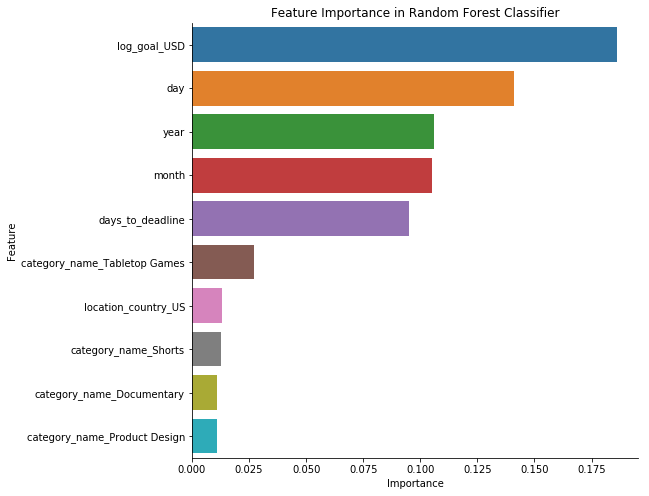 Feature Importance in Random Forest Classifier
log_goal_USD
day
year
month
days_to_deadline
category_name_Tabletop Games
location_country_US
category_name_Shorts
category_name_Documentary
category_name_Product Design
Feature
0.000 0.025 0.050 0.075 0.100 0.125 0.150 0.175
Importance